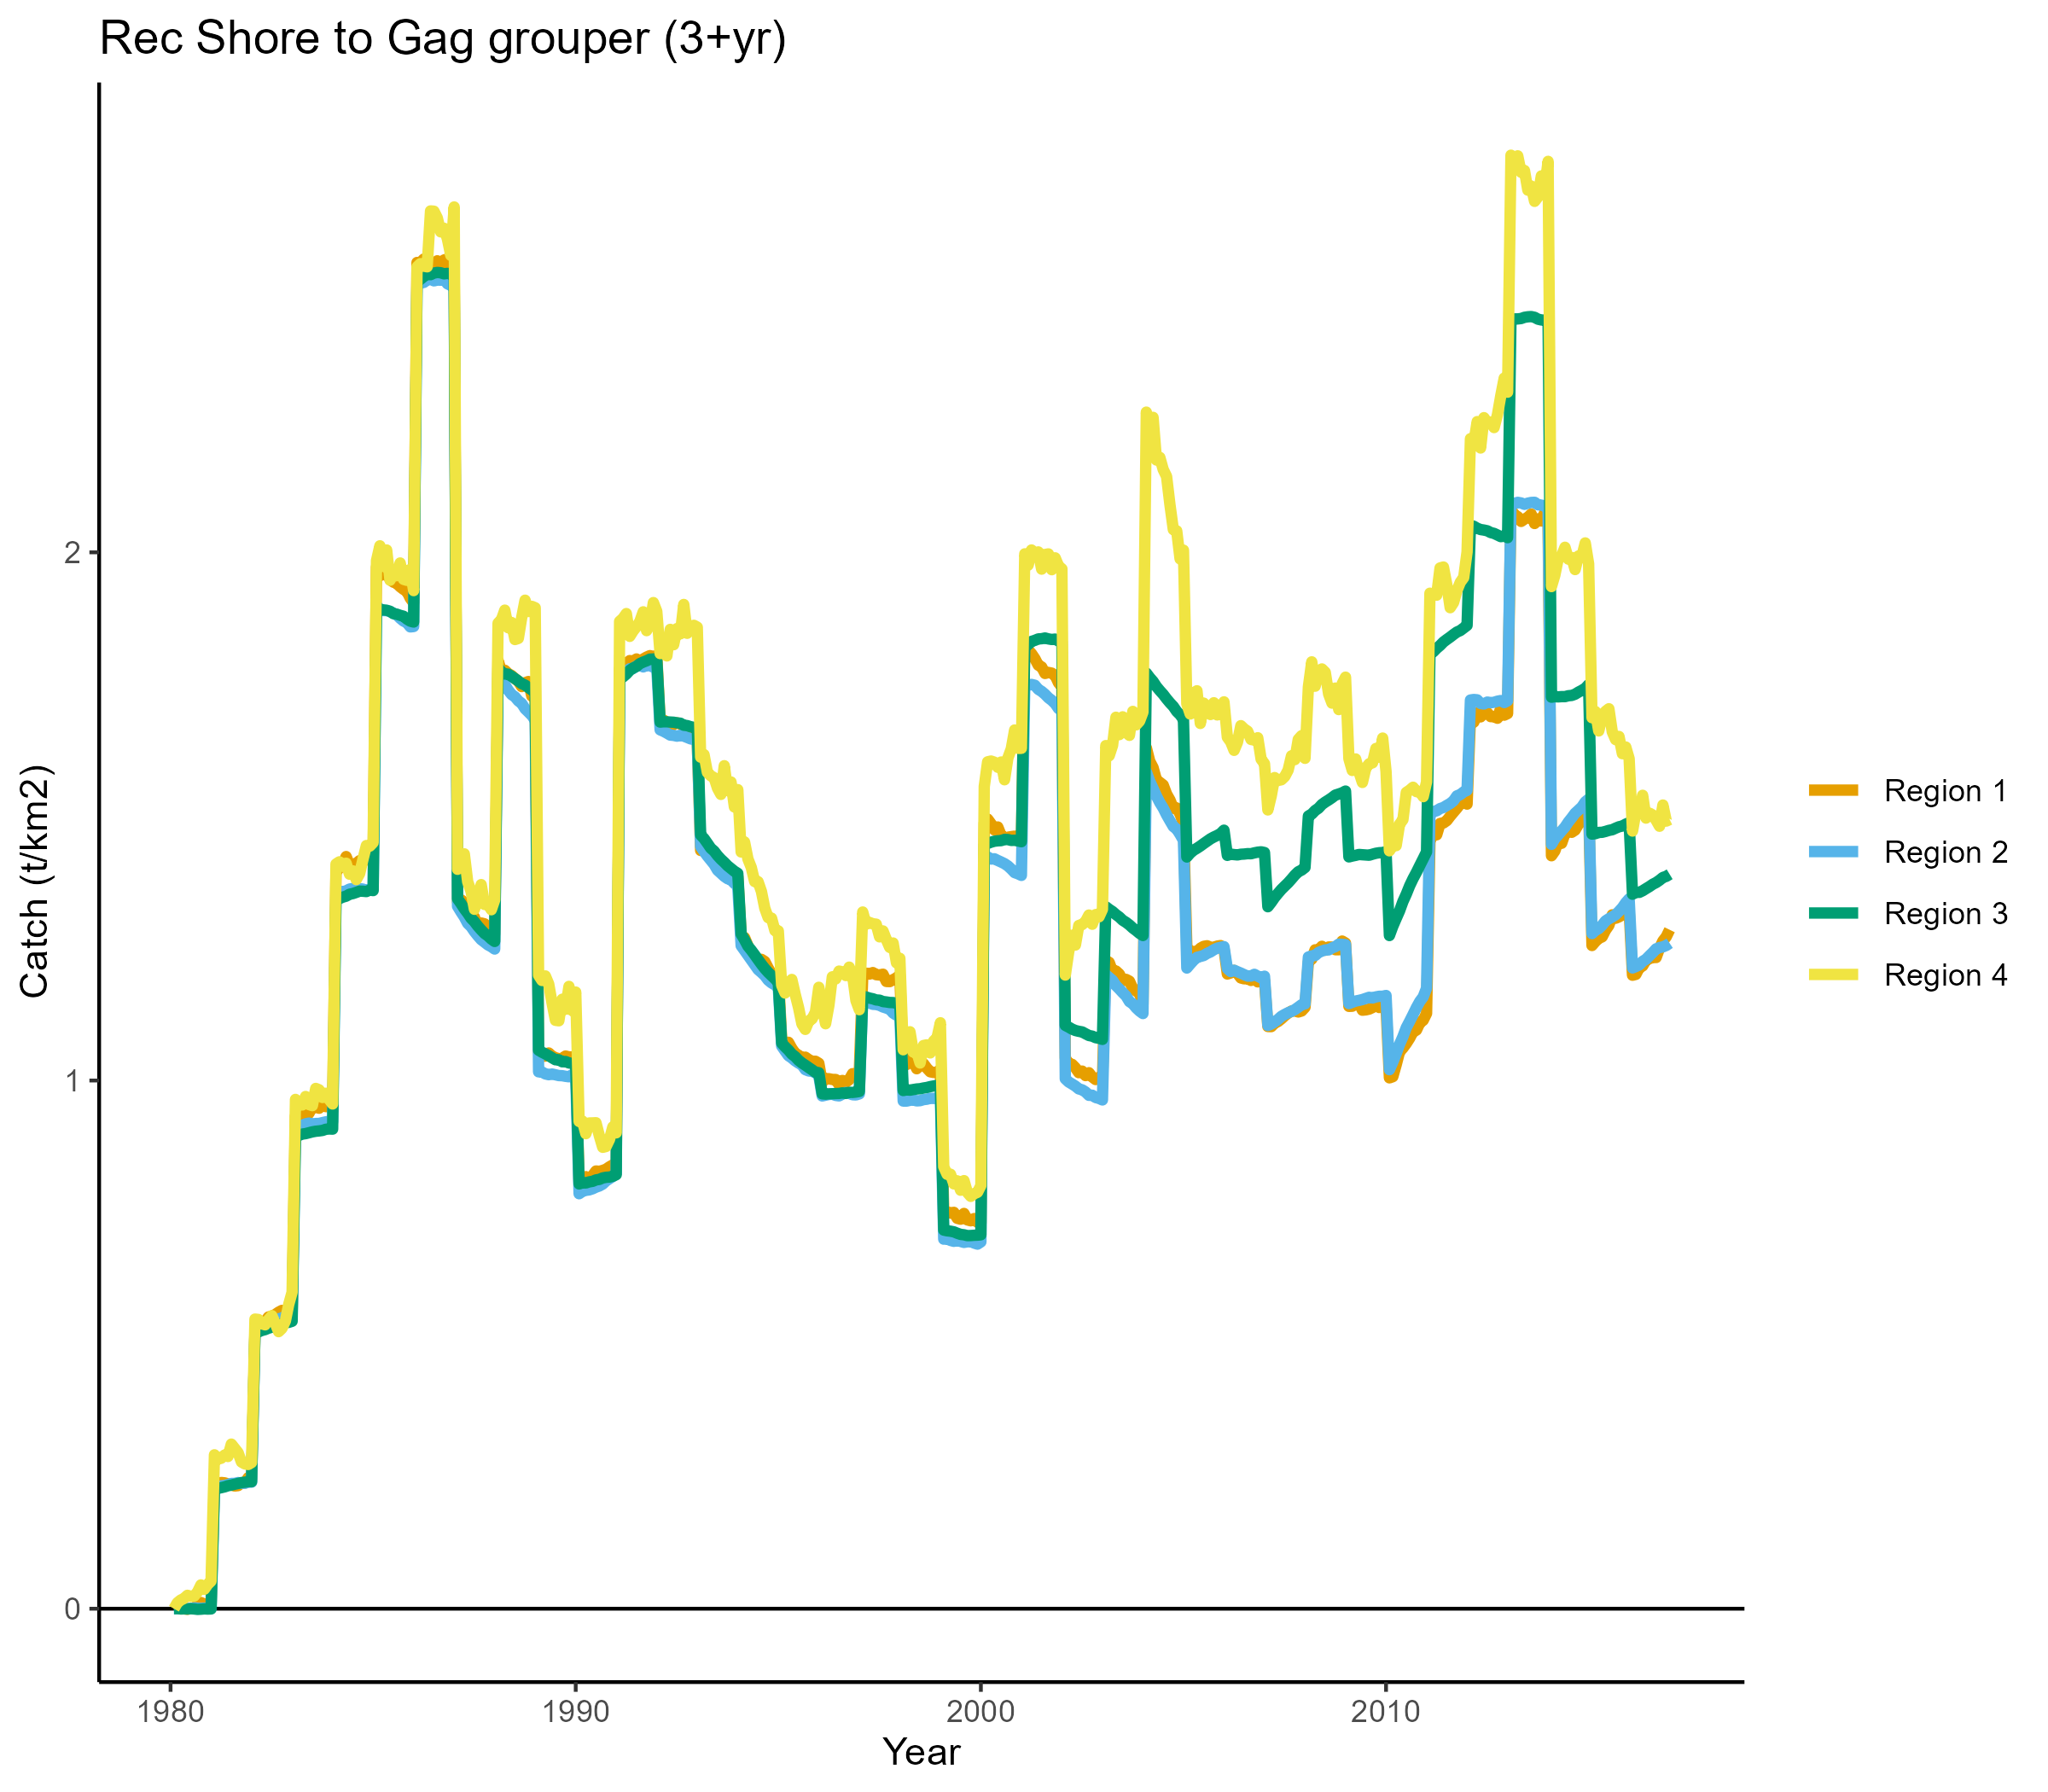 Rec Shore to Gag grouper (3+yr)
Catch (t/km2)
2
1
0
1980
1990
2000
2010
Year
Region 1
Region 2
Region 3
Region 4